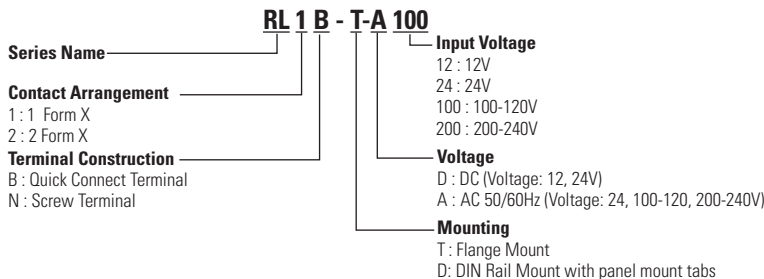 RL 1 B - T-A 100
Series Name
Contact Arrangement
1 : 1 Form X
2 : 2 Form X
Terminal Construction
B : Quick Connect Terminal
N : Screw Terminal
Input Voltage
12 : 12V
24 : 24V
100 : 100-120V
200 : 200-240V
Voltage
D : DC (Voltage: 12, 24V)
A : AC 50/60Hz (Voltage: 24, 100-120, 200-240V)
Mounting
T : Flange Mount
D: DIN Rail Mount with panel mount tabs